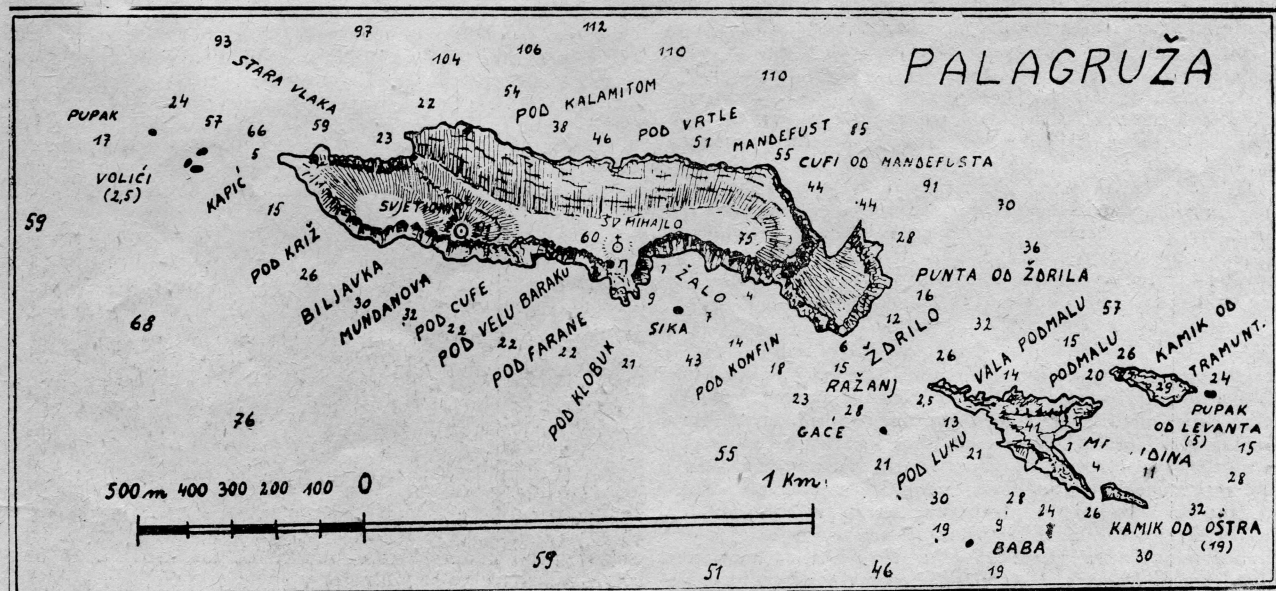 PALAGRUŽA
93
97
112
104
106
110
110
STARA VLAKA
24
57
66
59
22
23
54
POD KALAMITOM
38
46
POD VRTLE
51
MANDEFUST
55
85
CUFI OD MANDEFUSTA
44
91
PUPAK
17
VOLIĆI
(2,5)
5
KAPIĆ
59
15
POD KRIŽ
26
BILJAVKA
30
MUNDANOVA
32
POD CUFE
22
POD VELU BARAKU
22
POD FARANE
22
POD KLOBUK
21
SV MIHAJLO
60
75
1
ŽALO
9
4
SIKA
7
43
14
POD KONFIN
18
44
28
70
36
PUNTA OD ŽDRILA
16
12
6
ŽDRILO
15
RAŽANJ
23
28
GAĆE
32
57
26
VALA PODMALU
14
15
PODMALU
20
26
KAMIK OD
TRAMUNT.
29
24
PUPAK
OD LEVANTA
(5)
15
28
2,5
13
41
1
4
11
POD LUKU
21
21
30
28
24
26
32
KAMIK OD OŠTRA
(19)
30
19
9
BABA
19
46
68
76
55
500 m 400 300 200 100 0 1 Km
59
51